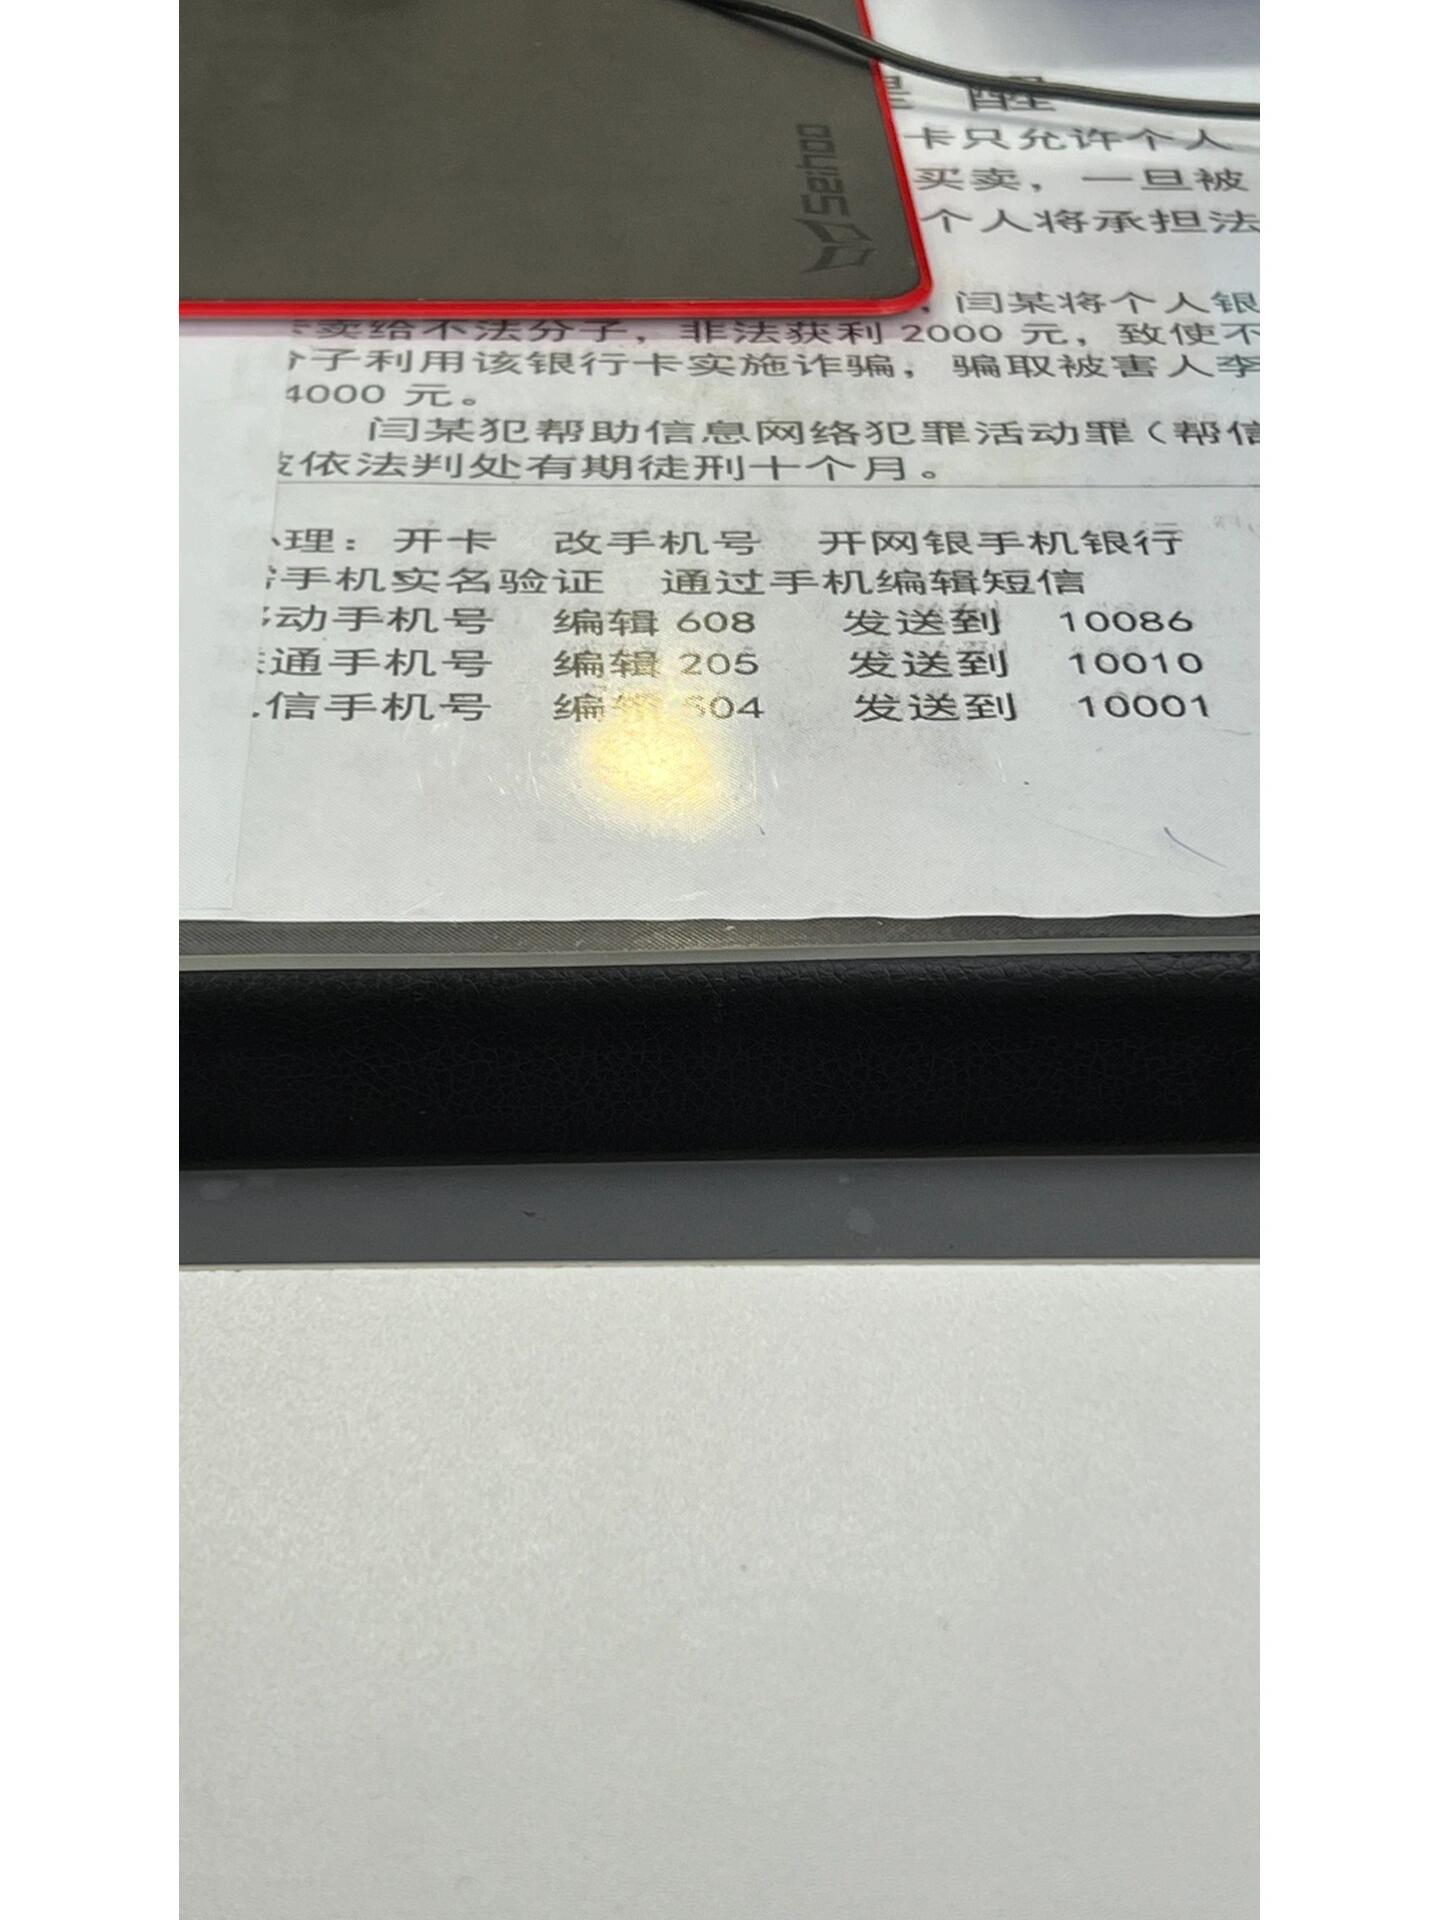 醒
卡只允许个人
买卖，一旦被
个人将承担法
Seihoo
，闫某将个人银
卖给不法分子，非法获利 2000 元，致使不
子利用该银行卡实施诈骗，骗取被害人李
4000 元。
闫某犯帮助信息网络犯罪活动罪（帮信
依法判处有期徒刑十个月。
理：开卡 改手机号 开网银手机银行
手机实名验证 通过手机编辑短信
动手机号 编辑 608 发送到 10086
通手机号 编辑 205 发送到 10010
信手机号 编 04 发送到 10001